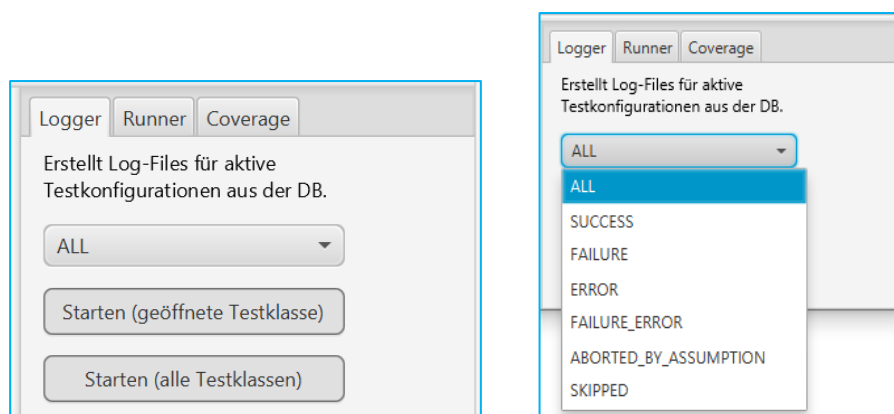 Logger Runner Coverage
Erstellt Log-Files für aktive
Testkonfigurationen aus der DB.
ALL
Starten (geöffnete Testklasse)
Starten (alle Testklassen)
Logger Runner Coverage
Erstellt Log-Files für aktive
Testkonfigurationen aus der DB.
ALL
ALL
SUCCESS
FAILURE
ERROR
FAILURE_ERROR
ABORTED_BY_ASSUMPTION
SKIPPED